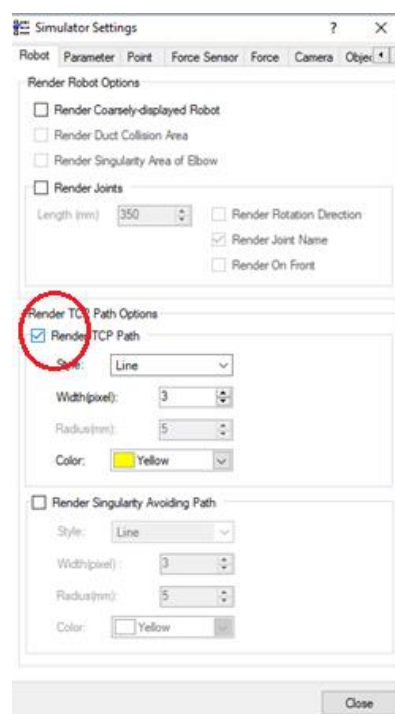 Simulator Settings ? X
Robot Parameter Point Force Sensor Force Camera Objec
Render Robot Options
Render Coarsely-displayed Robot
Render Duct Collision Area
Render Singularity Area of Elbow
Render Joints
Length (mm) 350 Render Rotation Direction
Render Joint Name
Render On Front
Render TCP Path Options
Render TCP Path
Style: Line
Width(pixel): 3
Radius(mm): 5
Color: Yellow
Render Singularty Avoiding Path
Style: Line
Width(pixel) : 3
Radius(mm): 5
Color: Yellow
Close